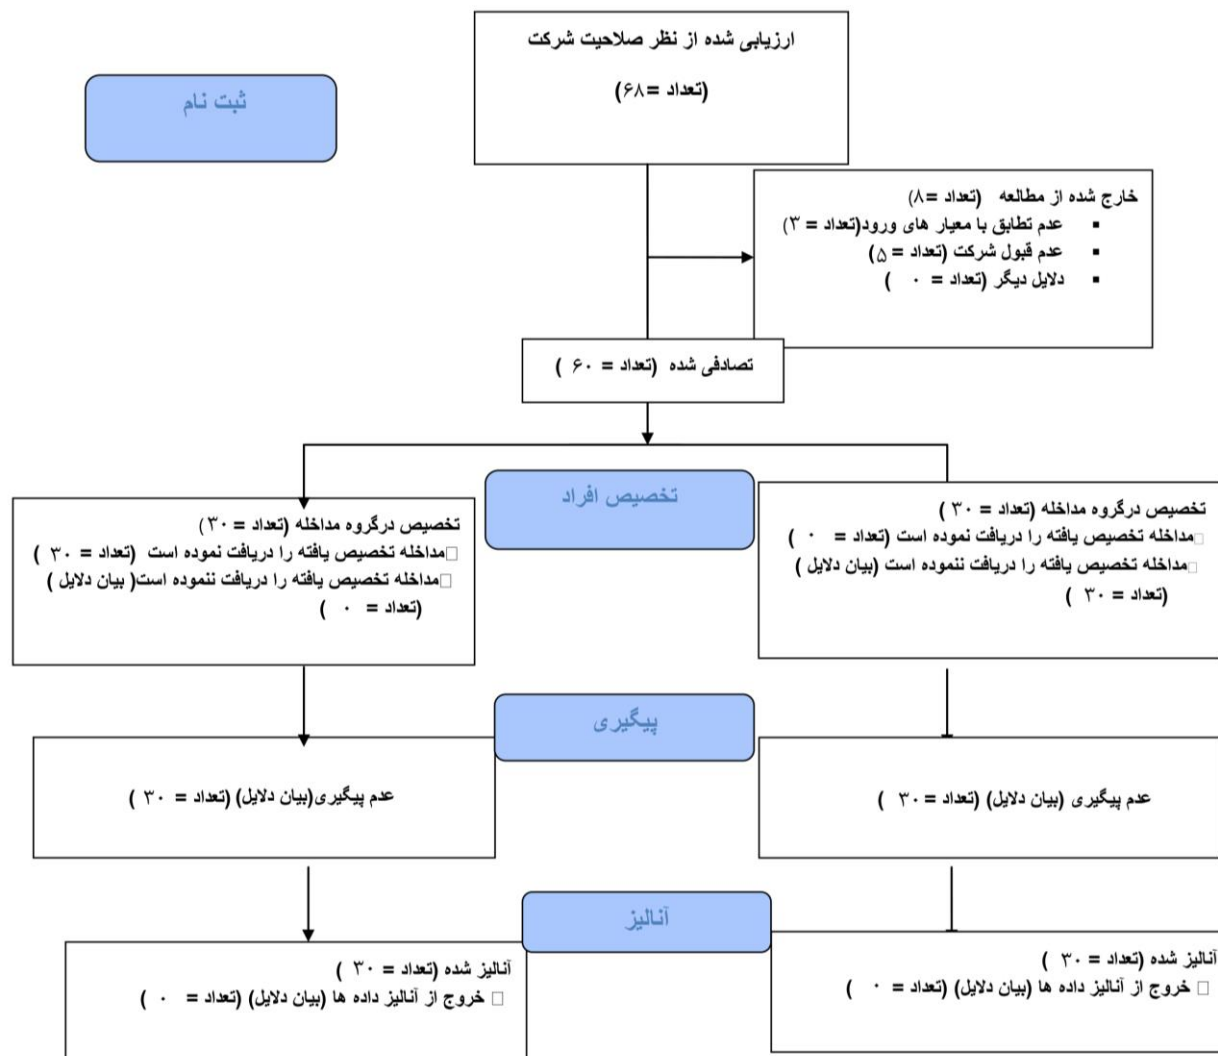 ارزیابی شده از نظر صلاحیت شرکت
(تعداد =۶۸)
ثبت نام
خارج شده از مطالعه (تعداد =۸)
▪ عدم تطابق با معیار های ورود(تعداد = ۳)
▪ عدم قبول شرکت (تعداد = ۵)
▪ دلایل دیگر (تعداد = ۰ )
تصادفی شده (تعداد = ۶۰ )
تخصیص افراد
تخصیص درگروه مداخله (تعداد = ۳۰ )
□مداخله تخصیص یافته را دریافت نموده است (تعداد = ۰ )
□مداخله تخصیص یافته را دریافت ننموده است (بیان دلایل )
(تعداد = ۳۰ )
تخصیص درگروه مداخله (تعداد = ۳۰)
□مداخله تخصیص یافته را دریافت نموده است (تعداد = ۳۰ )
□مداخله تخصیص یافته را دریافت ننموده است( بیان دلایل )
(تعداد = ۰ )
پیگیری
عدم پیگیری (بیان دلایل) (تعداد = ۳۰ )
عدم پیگیری(بیان دلایل) (تعداد = ۳۰ )
آنالیز
آنالیز شده (تعداد = ۳۰ )
□ خروج از آنالیز داده ها (بیان دلایل) (تعداد = ۰ )
آنالیز شده (تعداد = ۳۰ )
□ خروج از آنالیز داده ها (بیان دلایل) (تعداد = ۰ )